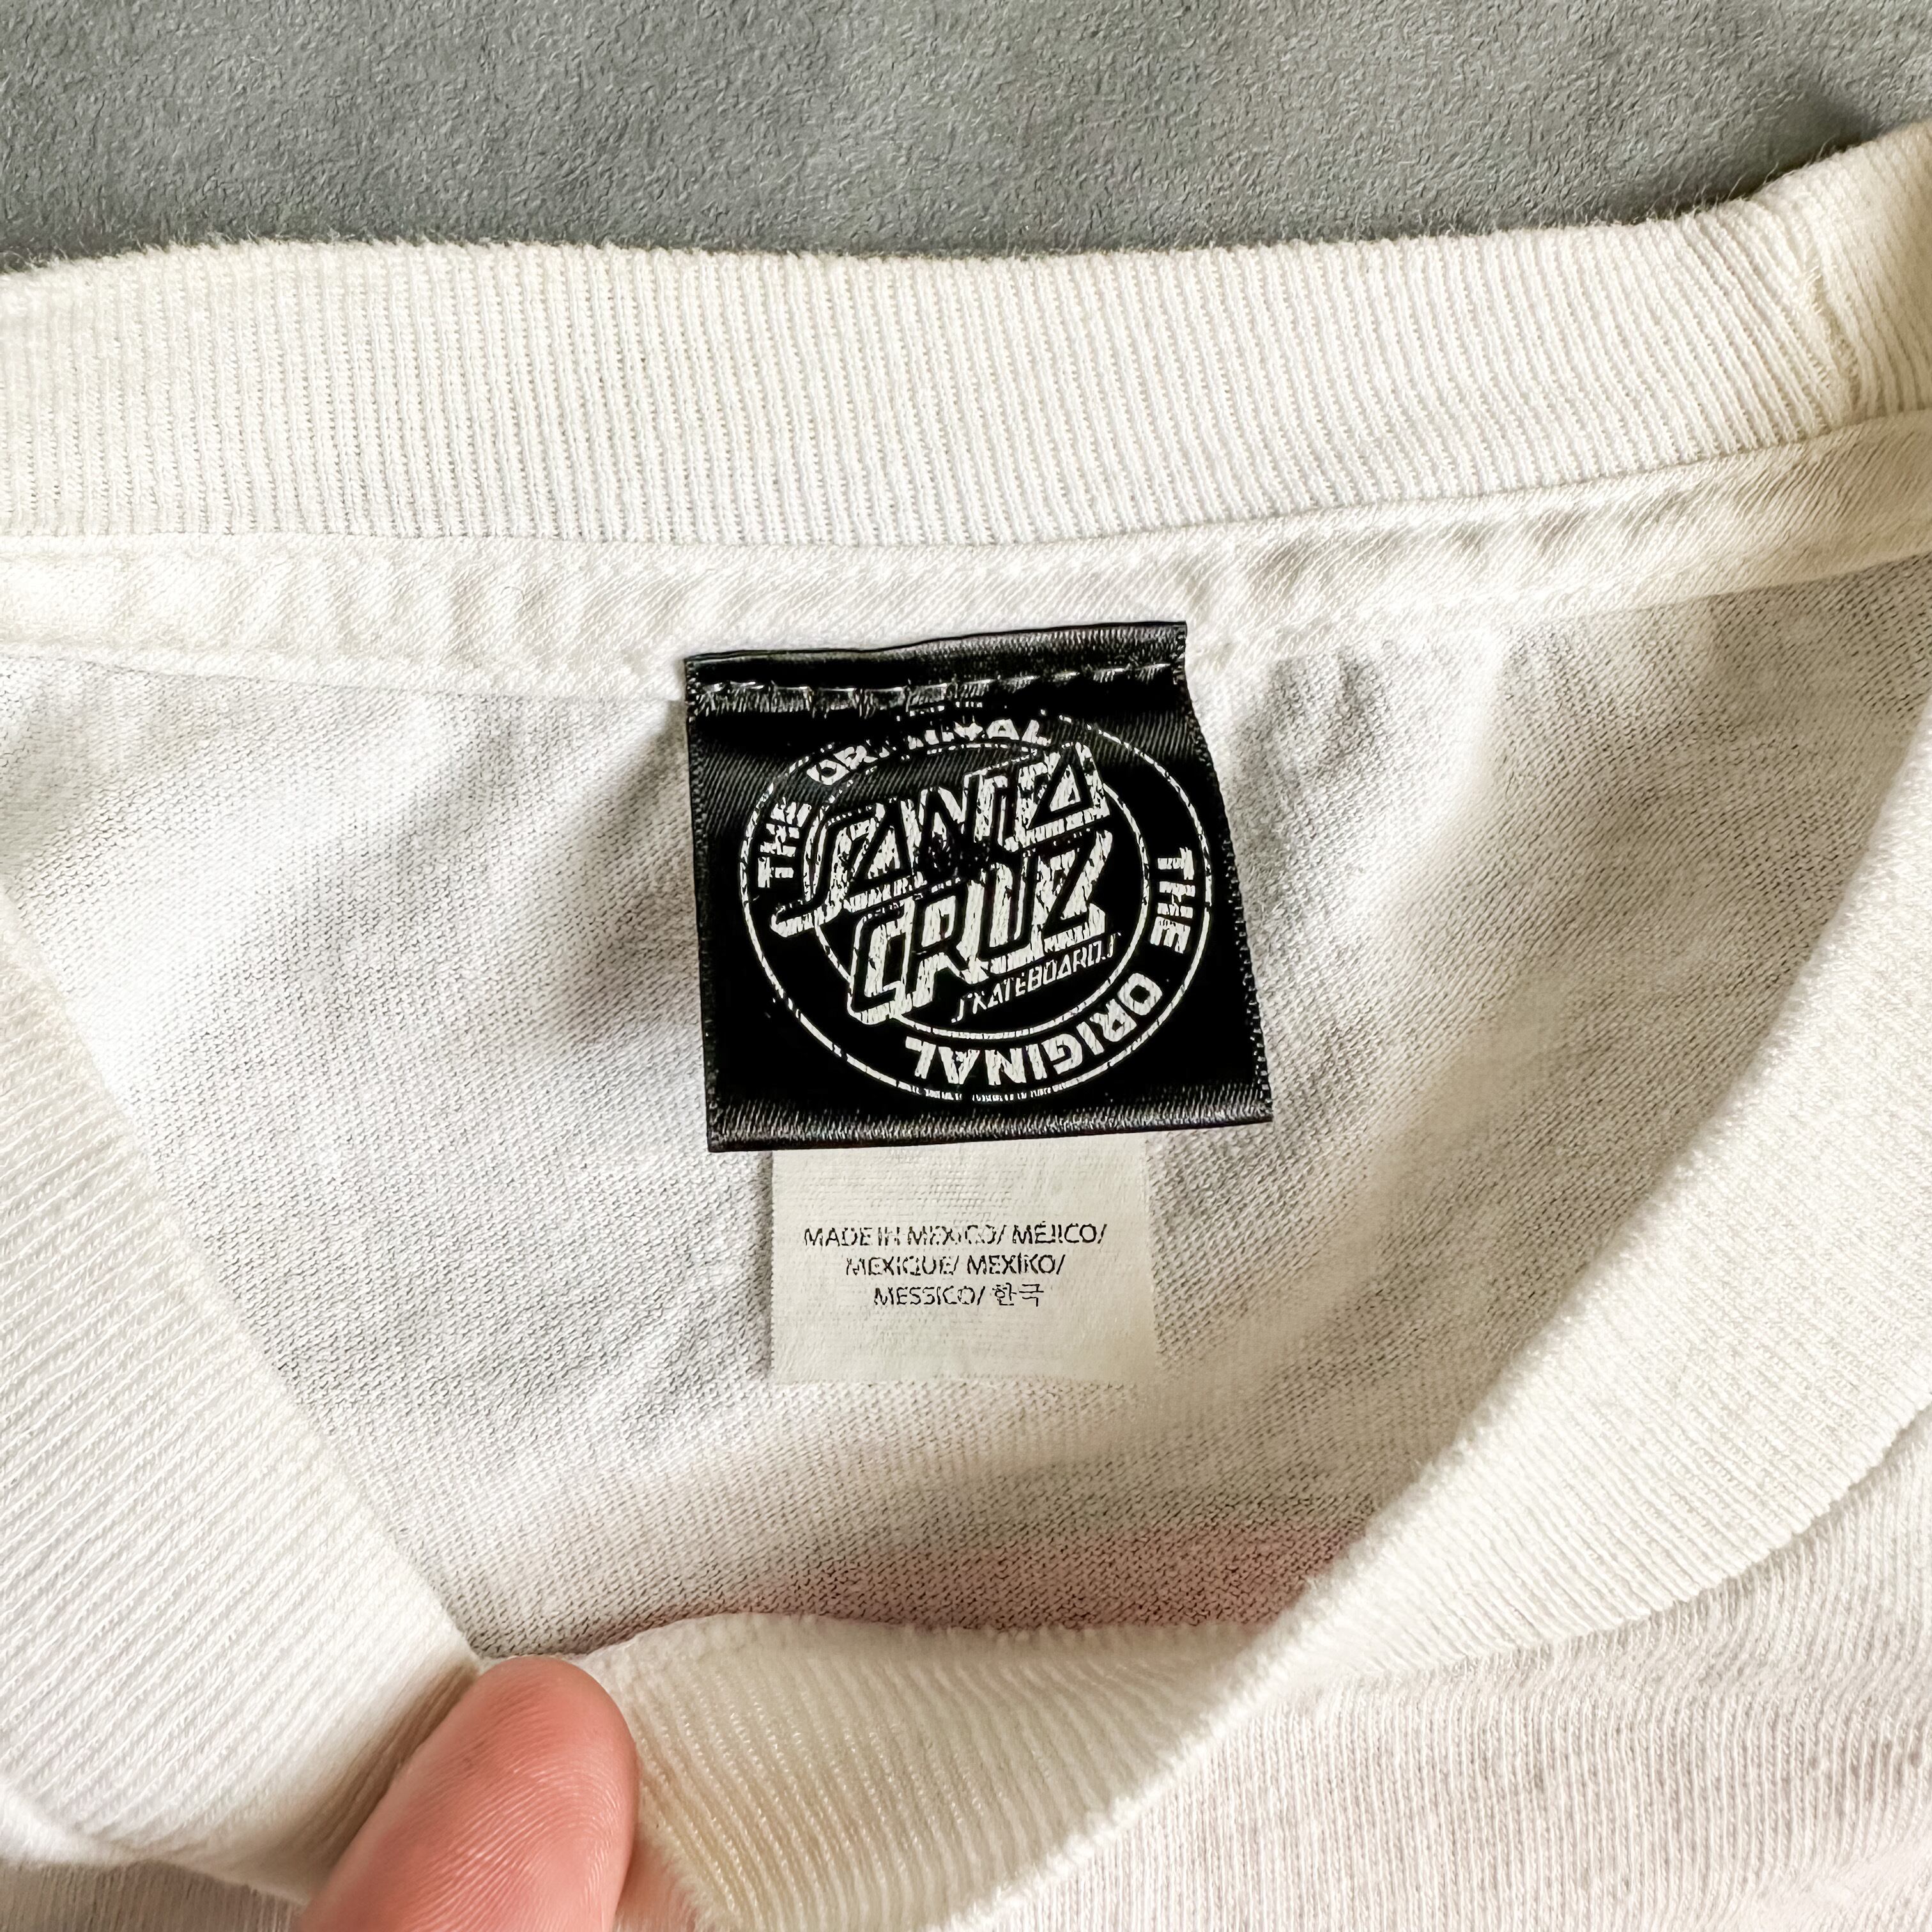 THE ORIGINAL
SANTA
CRUZ
SKATEBOARDS
THE ORIGINAL
MADE IN MEXICO/ MÉJICO/
MEXIQUE/ MEXIKO/
MESSICO/ 한국